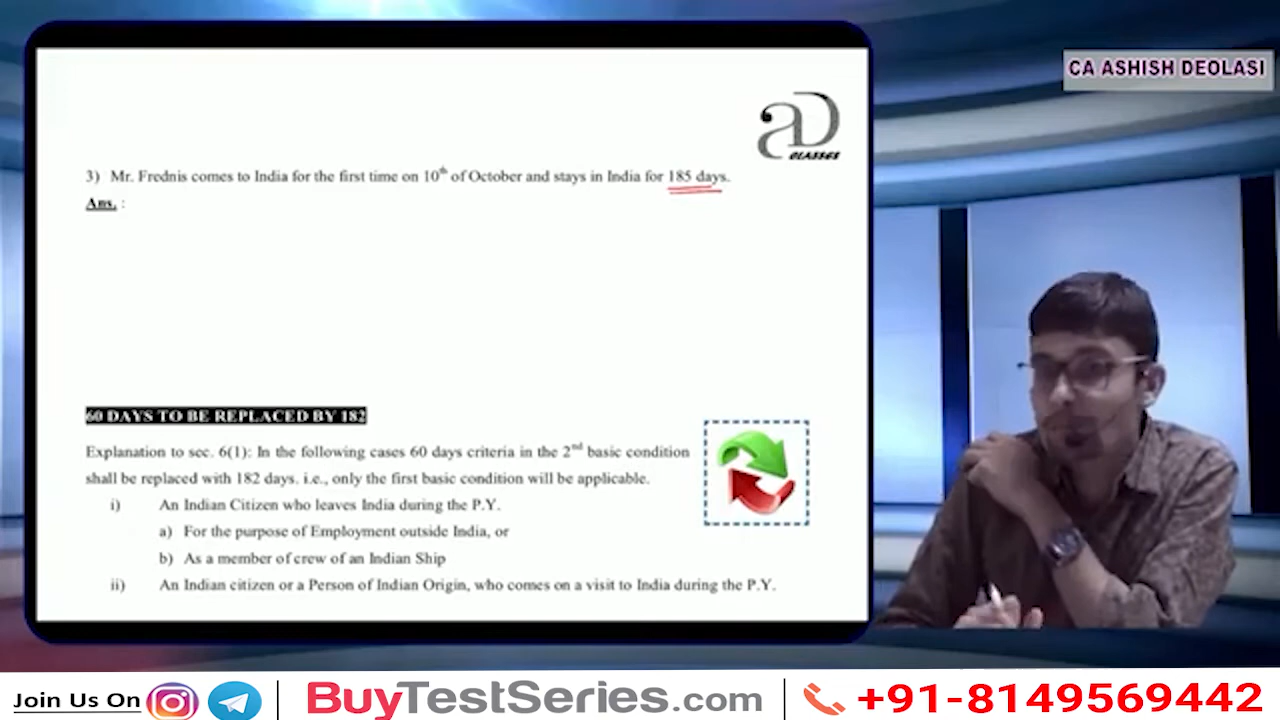 CA ASHISH DEOLASI
aD
CLASSES
3) Mr. Frednis comes to India for the first time on 10th of October and stays in India for 185 days.
Ans. :
60 DAYS TO BE REPLACED BY 182
Explanation to sec. 6(1): In the following cases 60 days criteria in the 2nd basic condition
shall be replaced with 182 days. i.e., only the first basic condition will be applicable.
i) An Indian Citizen who leaves India during the P.Y.
a) For the purpose of Employment outside India, or
b) As a member of crew of an Indian Ship
ii) An Indian citizen or a Person of Indian Origin, who comes on a visit to India during the P.Y.
Join Us On
BuyTestSeries.com
+91-8149569442